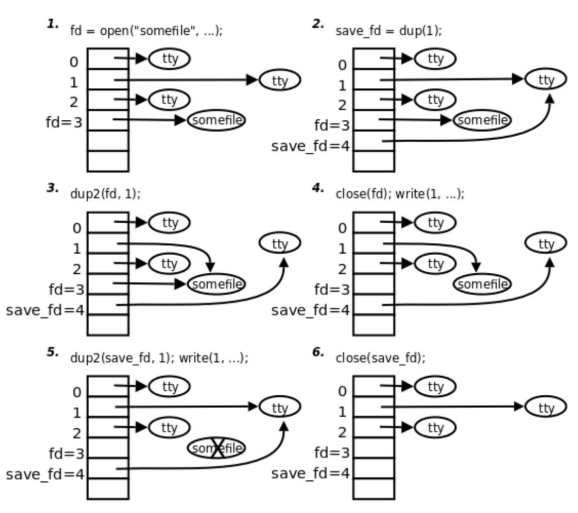 1. fd = open("somefile", ...);
0 tty
1 tty
2 tty
fd=3 somefile
2. save_fd = dup(1);
0 tty
1 tty
2 tty
fd=3 somefile
save_fd=4
3. dup2(fd, 1);
0 tty
1 tty
2 tty
fd=3 somefile
save_fd=4
4. close(fd); write(1, ...);
0 tty
1 tty
2 tty
fd=3 somefile
save_fd=4
5. dup2(save_fd, 1); write(1, ...);
0 tty
1 tty
2 tty
fd=3 somefile
save_fd=4
6. close(save_fd);
0 tty
1 tty
2 tty
fd=3
save_fd=4